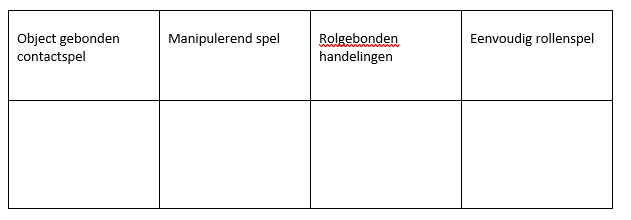 Object gebonden
contactspel
Manipulerend spel
Rolgebonden
handelingen
Eenvoudig rollenspel